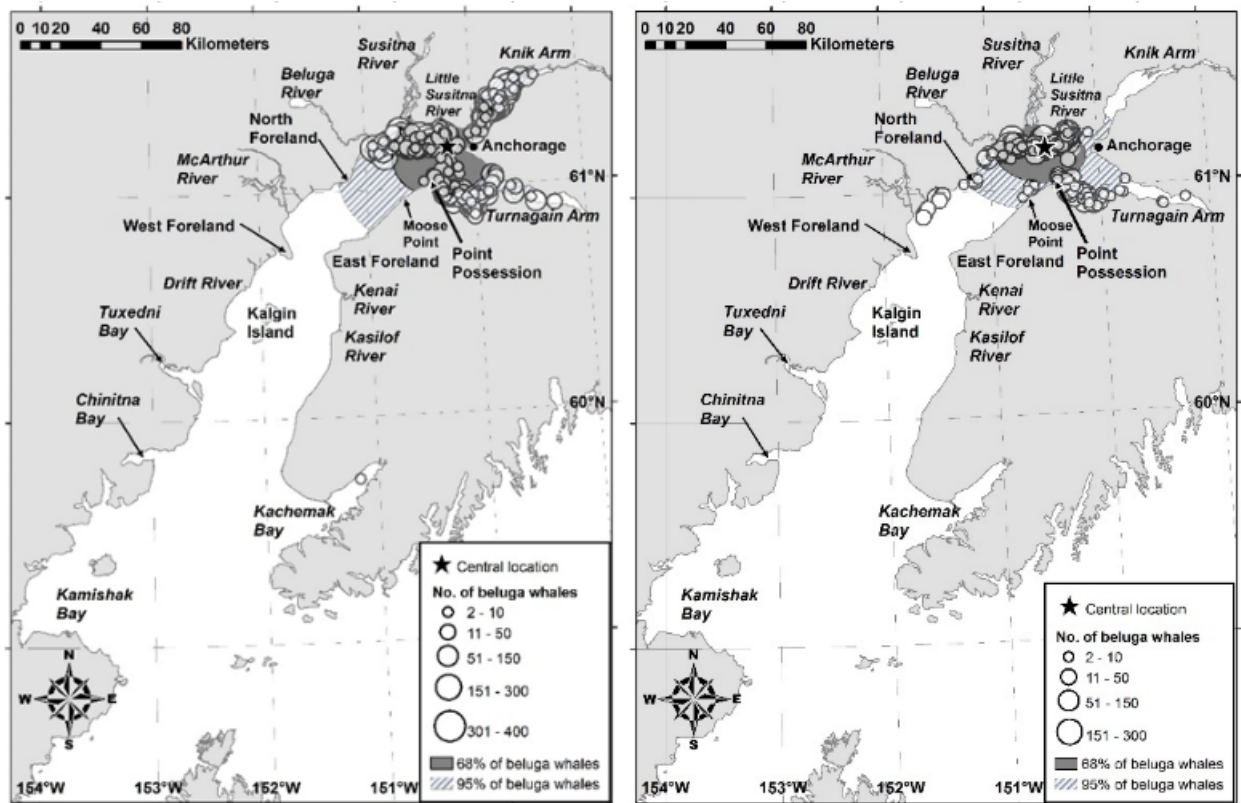 0 10 20 40 60 80
Kilometers
Susitna
River
Knik Arm
Beluga
River
Little
Susitna
River
North
Foreland
Anchorage
McArthur
River
61°N
Turnagain Arm
West Foreland
Moose
Point
Point
Possession
East Foreland
Drift River
Kenai
River
Tuxedni
Bay
Kalgin
Island
Kasilof
River
Chinitna
Bay
60°N
Kachemak
Bay
Kamishak
Bay
N
W E
S
Central location
No. of beluga whales
2 - 10
11 - 50
51 - 150
151 - 300
301 - 400
68% of beluga whales
95% of beluga whales
154°W 153°W 152°W 151°W
0 10 20 40 60 80
Kilometers
Susitna
River
Knik Arm
Beluga
River
Little
Susitna
River
North
Foreland
Anchorage
McArthur
River
61°N
Turnagain Arm
West Foreland
Moose
Point
Point
Possession
East Foreland
Drift River
Kenai
River
Tuxedni
Bay
Kalgin
Island
Kasilof
River
Chinitna
Bay
60°N
Kachemak
Bay
Kamishak
Bay
N
W E
S
Central location
No. of beluga whales
2 - 10
11 - 50
51 - 150
151 - 300
68% of beluga whales
95% of beluga whales
154°W 153°W 152°W 151°W